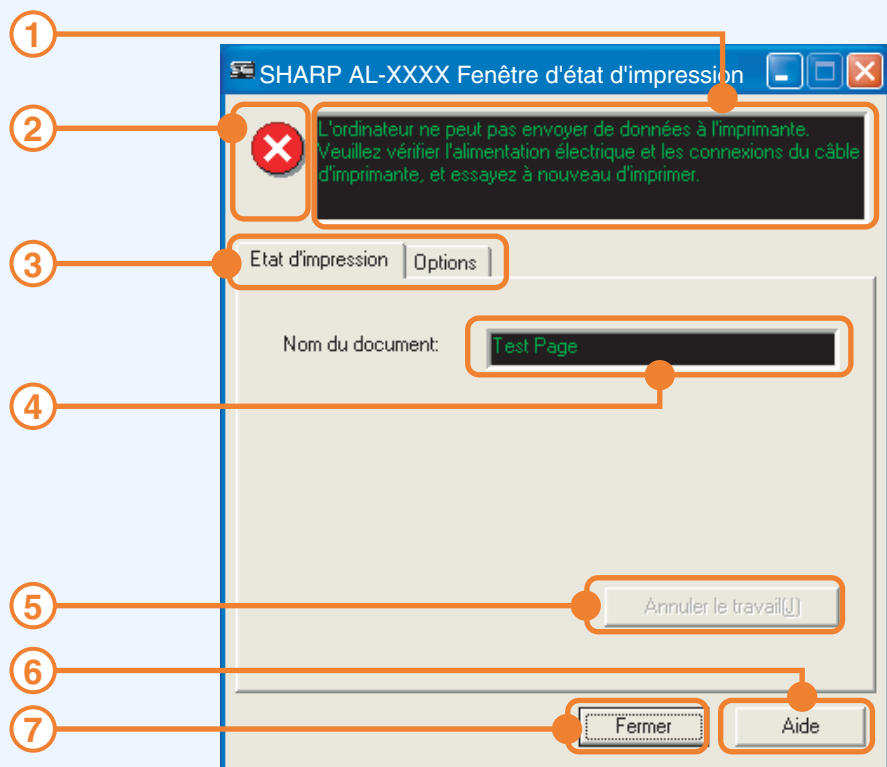 1
SHARP AL-XXXX Fenêtre d'état d'impression
2
L'ordinateur ne peut pas envoyer de données à l'imprimante.
Veuillez vérifier l'alimentation électrique et les connexions du câble
d'imprimante, et essayez à nouveau d'imprimer.
3
Etat d'impression
Options
Nom du document:
Test Page
4
5
Annuler le travail(J)
6
7
Fermer
Aide